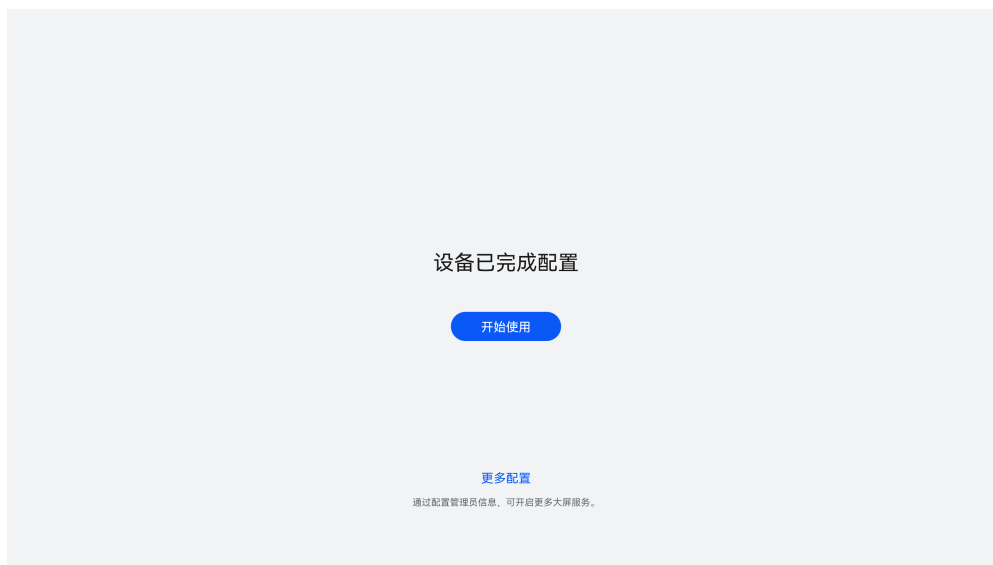 设备已完成配置
开始使用
更多配置
通过配置管理员信息，可开启更多大屏服务。